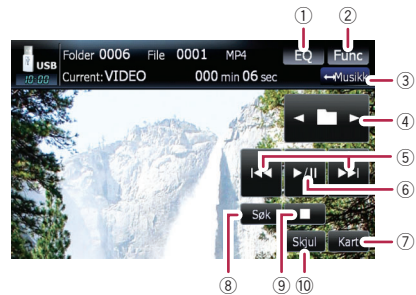 ① ②
USB Folder 0006 File 0001 MP4 EQ Func
10:00 Current: VIDEO 000 min 06 sec Musikk
③
④
⑤
⑥
Søk
Skjul Kart
⑦
⑧ ⑨ ⑩